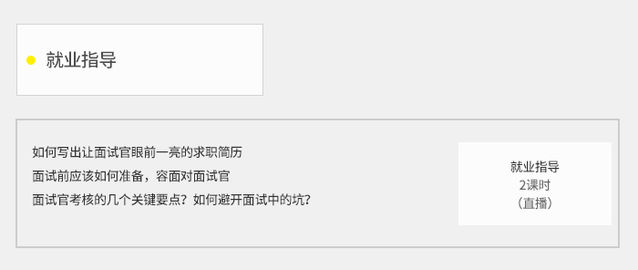 就业指导
如何写出让面试官眼前一亮的求职简历
面试前应该如何准备，容面对面试官
面试官考核的几个关键要点？如何避开面试中的坑？
就业指导
2课时
（直播）